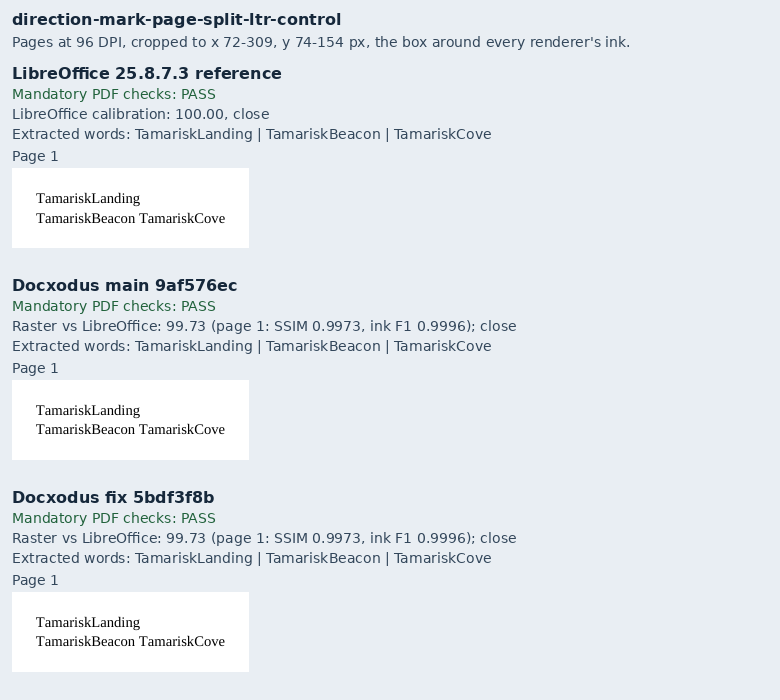 direction-mark-page-split-ltr-control
Pages at 96 DPI, cropped to x 72-309, y 74-154 px, the box around every renderer's ink.
LibreOffice 25.8.7.3 reference
Mandatory PDF checks: PASS
LibreOffice calibration: 100.00, close
Extracted words: TamariskLanding | TamariskBeacon | TamariskCove
Page 1
TamariskLanding
TamariskBeacon TamariskCove
Docxodus main 9af576ec
Mandatory PDF checks: PASS
Raster vs LibreOffice: 99.73 (page 1: SSIM 0.9973, ink F1 0.9996); close
Extracted words: TamariskLanding | TamariskBeacon | TamariskCove
Page 1
TamariskLanding
TamariskBeacon TamariskCove
Docxodus fix 5bdf3f8b
Mandatory PDF checks: PASS
Raster vs LibreOffice: 99.73 (page 1: SSIM 0.9973, ink F1 0.9996); close
Extracted words: TamariskLanding | TamariskBeacon | TamariskCove
Page 1
TamariskLanding
TamariskBeacon TamariskCove